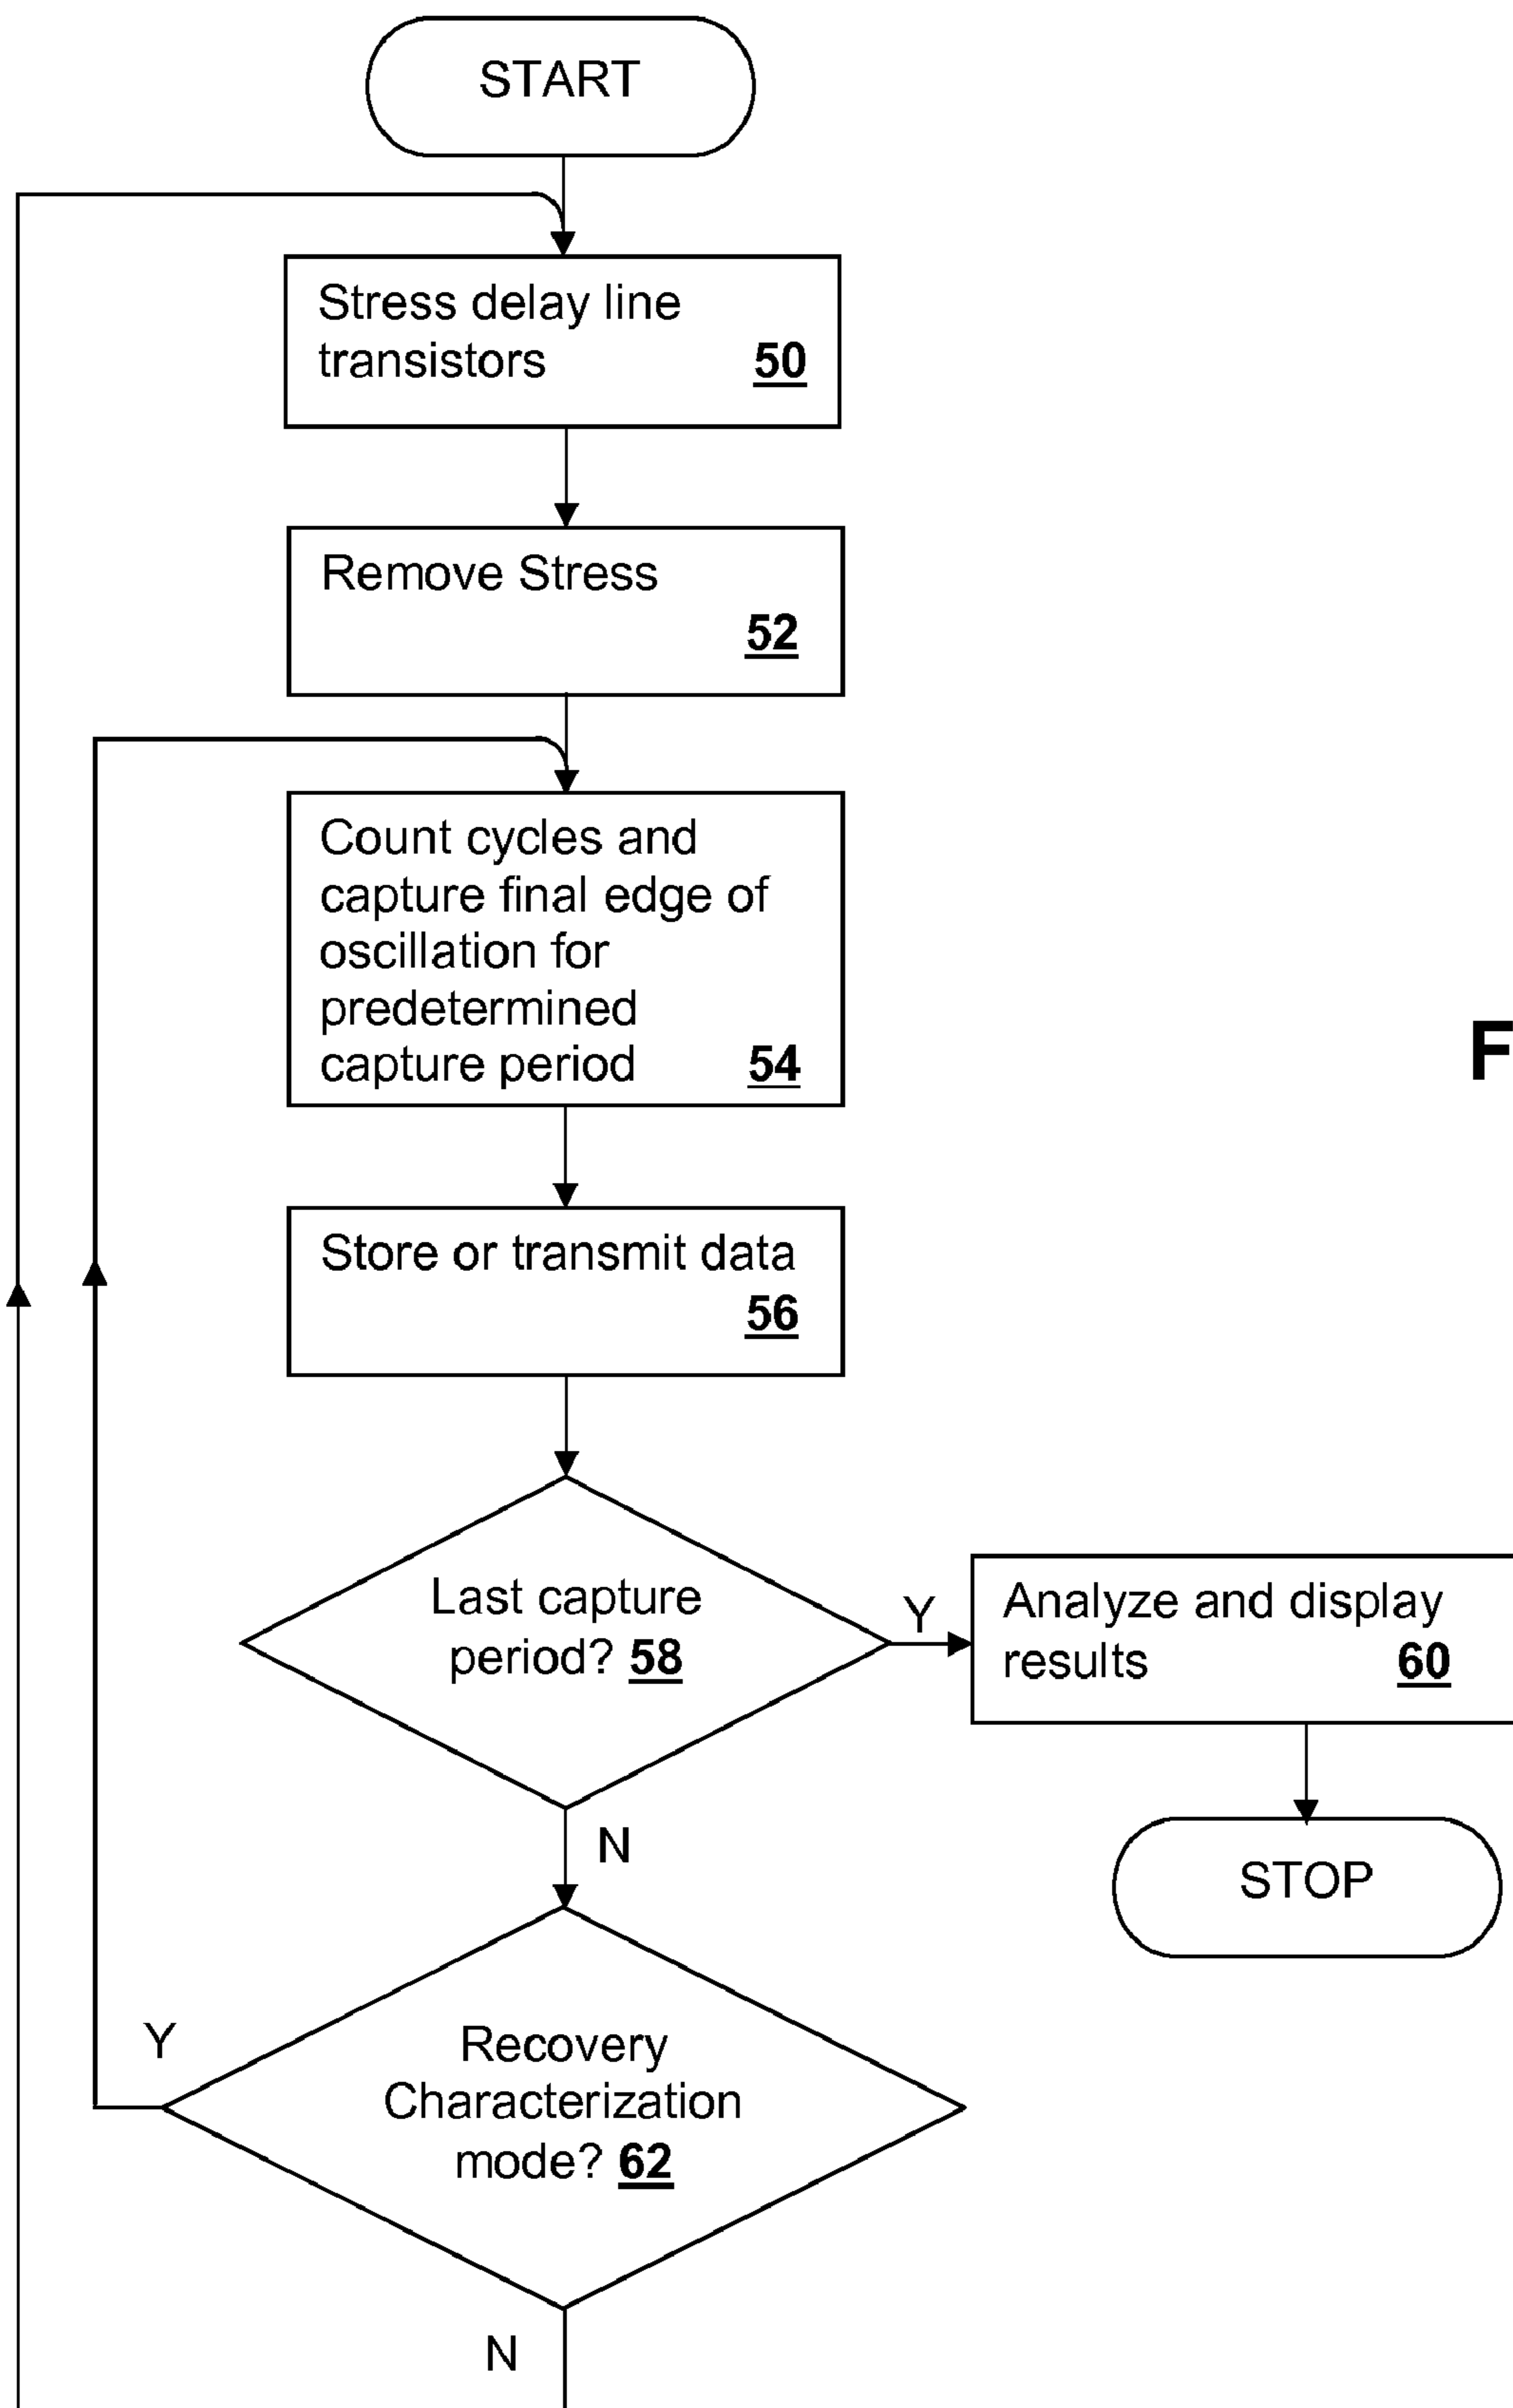 START
Stress delay line
transistors 50
Remove Stress
52
Count cycles and
capture final edge of
oscillation for
predetermined
capture period 54
F
Store or transmit data
56
Last capture
period? 58
Y
Analyze and display
results 60
N
STOP
Y
Recovery
Characterization
mode? 62
N